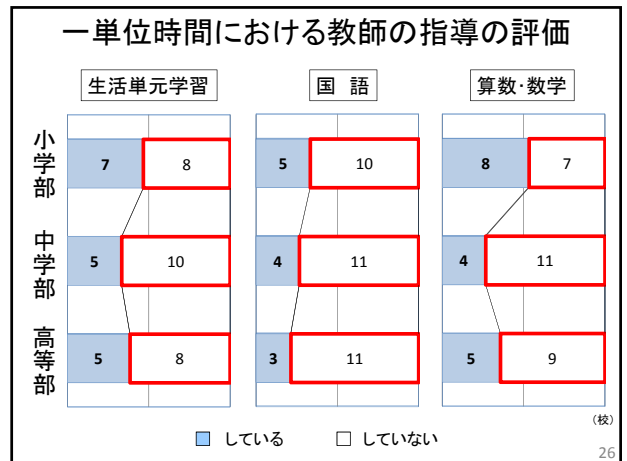 一単位時間における教師の指導の評価
生活単元学習
国 語
算数・数学
小学部
7 8
5 10
8 7
中学部
5 10
4 11
4 11
高等部
5 8
3 11
5 9
(校)
している していない
26